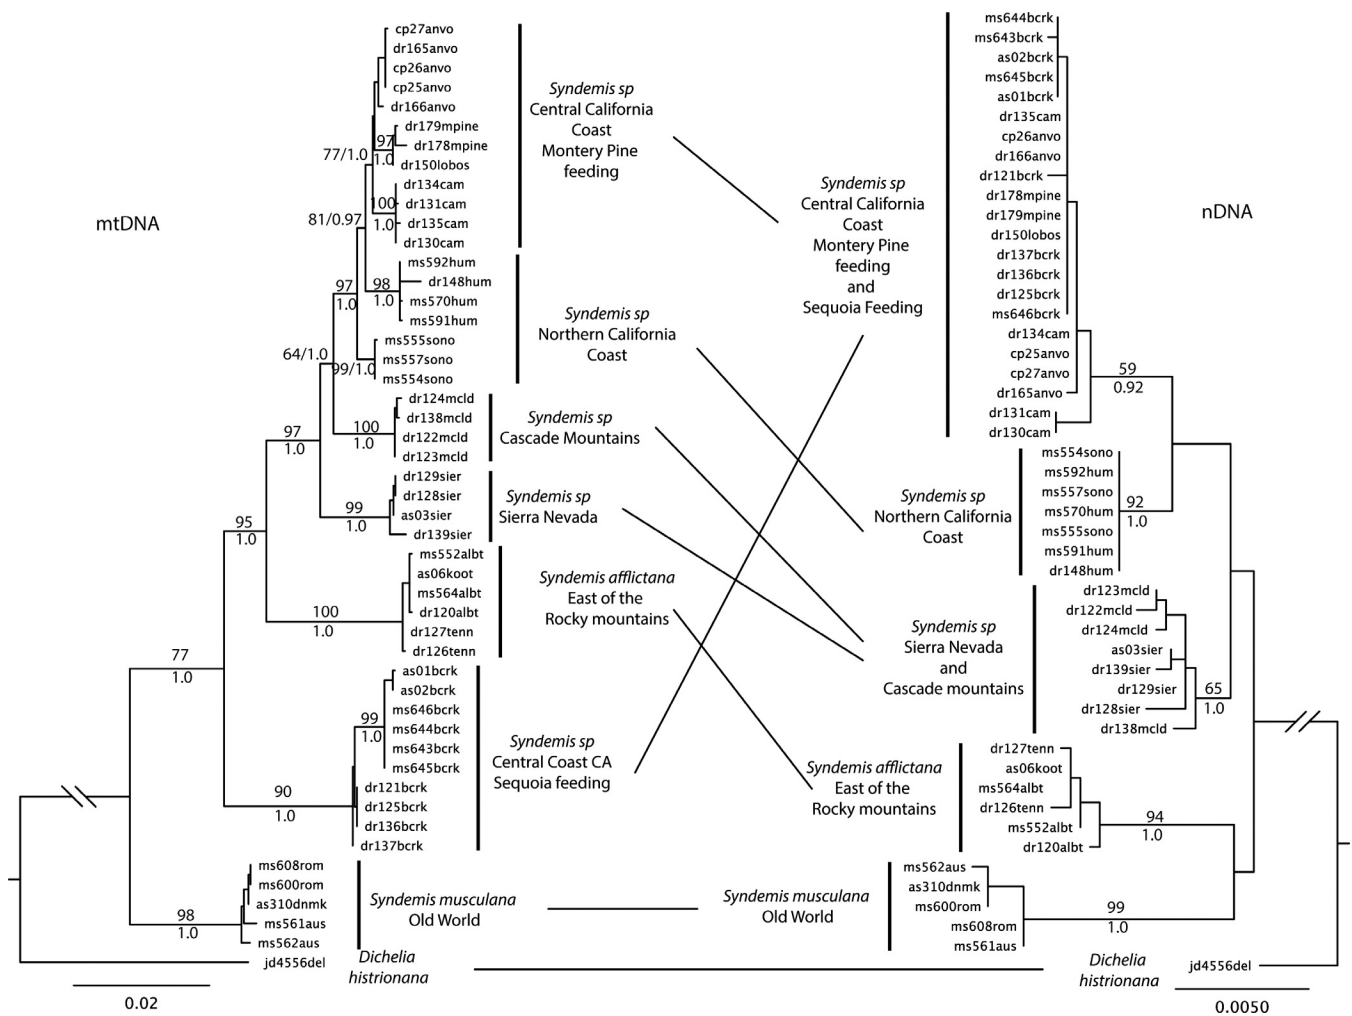 mtDNA
cp27anvo
dr165anvo
cp26anvo
cp25anvo
dr166anvo
dr179mpine
dr178mpine
dr150lobos
dr134cam
dr131cam
dr135cam
dr130cam
ms592hum
dr148hum
ms570hum
ms591hum
ms555sono
ms557sono
ms554sono
dr124mcld
dr138mcld
dr122mcld
dr123mcld
dr129sier
dr128sier
as03sier
dr139sier
ms552albt
as06koot
ms564albt
dr120albt
dr127tenn
dr126tenn
as01bcrk
as02bcrk
ms646bcrk
ms644bcrk
ms643bcrk
ms645bcrk
dr121bcrk
dr125bcrk
dr136bcrk
dr137bcrk
ms608rom
ms600rom
as310dnmk
ms561aus
ms562aus
jd4556del
97
1.0
77/1.0
100
1.0
81/0.97
98
1.0
97
1.0
99/1.0
64/1.0
100
1.0
97
1.0
99
1.0
95
1.0
100
1.0
77
1.0
99
1.0
90
1.0
98
1.0
0.02
Syndemis sp
Central California
Coast
Montery Pine
feeding
Syndemis sp
Northern California
Coast
Syndemis sp
Cascade Mountains
Syndemis sp
Sierra Nevada
Syndemis afflictana
East of the
Rocky mountains
Syndemis sp
Central Coast CA
Sequoia feeding
Syndemis musculana
Old World
Dichelia
histrionana
Syndemis sp
Central California
Coast
Montery Pine
feeding
and
Sequoia Feeding
Syndemis sp
Northern California
Coast
Syndemis sp
Sierra Nevada
and
Cascade mountains
Syndemis afflictana
East of the
Rocky mountains
Syndemis musculana
Old World
Dichelia
histrionana
nDNA
ms644bcrk
ms643bcrk
as02bcrk
ms645bcrk
as01bcrk
dr135cam
cp26anvo
dr166anvo
dr121bcrk
dr178mpine
dr179mpine
dr150lobos
dr137bcrk
dr136bcrk
dr125bcrk
ms646bcrk
dr134cam
cp25anvo
cp27anvo
dr165anvo
dr131cam
dr130cam
ms554sono
ms592hum
ms557sono
ms570hum
ms555sono
ms591hum
dr148hum
dr123mcld
dr122mcld
dr124mcld
as03sier
dr139sier
dr129sier
dr128sier
dr138mcld
dr127tenn
as06koot
ms564albt
dr126tenn
ms552albt
dr120albt
ms562aus
as310dnmk
ms600rom
ms608rom
ms561aus
jd4556del
59
0.92
92
1.0
65
1.0
94
1.0
99
1.0
0.0050